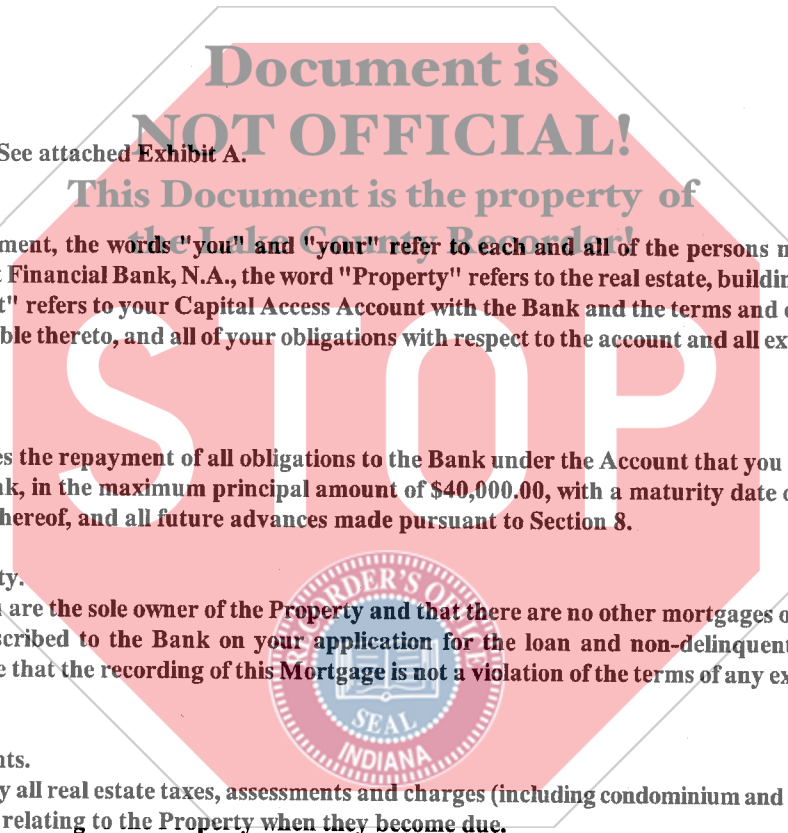 Document is
NOT OFFICIAL!
See attached Exhibit A.
This Document is the property of
the Lake County Recorder!
ment, the words "you" and "your" refer to each and all of the persons
Financial Bank, N.A., the word "Property" refers to the real estate,
t" refers to your Capital Access Account with the Bank and the terms and
ble thereto, and all of your obligations with respect to the account and all ex
STOP
es the repayment of all obligations to the Bank under the Account that you
nk, in the maximum principal amount of $40,000.00, with a maturity date
hereof, and all future advances made pursuant to Section 8.
ty.
are the sole owner of the Property and that there are no other mortgages
scribed to the Bank on your application for the loan and non-delinquent
e that the recording of this Mortgage is not a violation of the terms of any ex
RECORDER'S OFFICE
SEAL
INDIANA
nts.
y all real estate taxes, assessments and charges (including condominium and
relating to the Property when they become due.